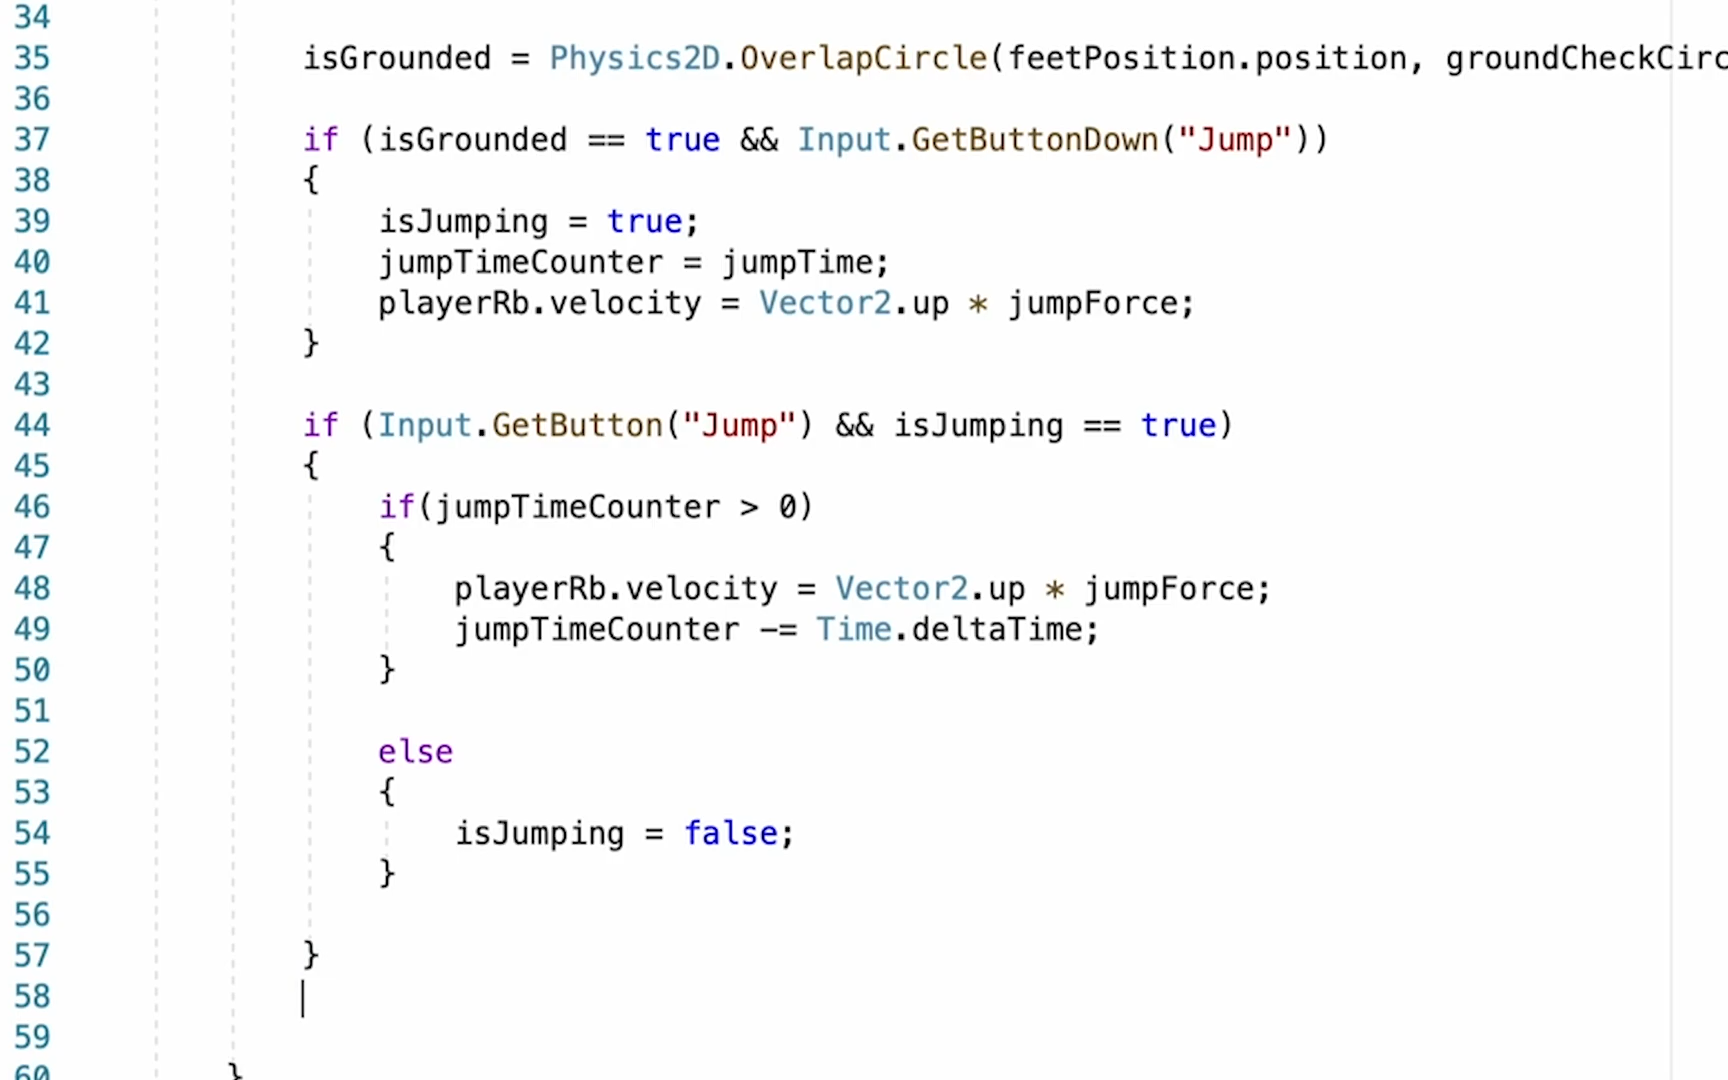 34
35 isGrounded = Physics2D.OverlapCircle(feetPosition.position, groundCheckCirc
36
37 if (isGrounded == true && Input.GetButtonDown("Jump"))
38 {
39 isJumping = true;
40 jumpTimeCounter = jumpTime;
41 playerRb.velocity = Vector2.up * jumpForce;
42 }
43
44 if (Input.GetButton("Jump") && isJumping == true)
45 {
46 if(jumpTimeCounter > 0)
47 {
48 playerRb.velocity = Vector2.up * jumpForce;
49 jumpTimeCounter -= Time.deltaTime;
50 }
51
52 else
53 {
54 isJumping = false;
55 }
56
57 }
58
59
60 }